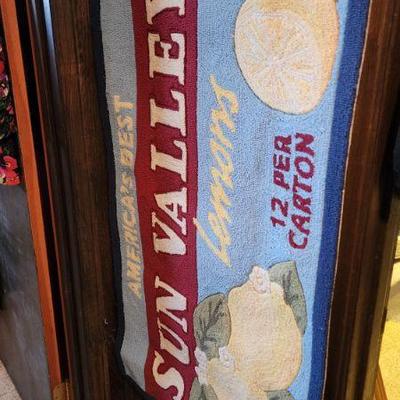 AMERICA'S BEST
SUN VALLEY
Lemons
12 PER
CARTON